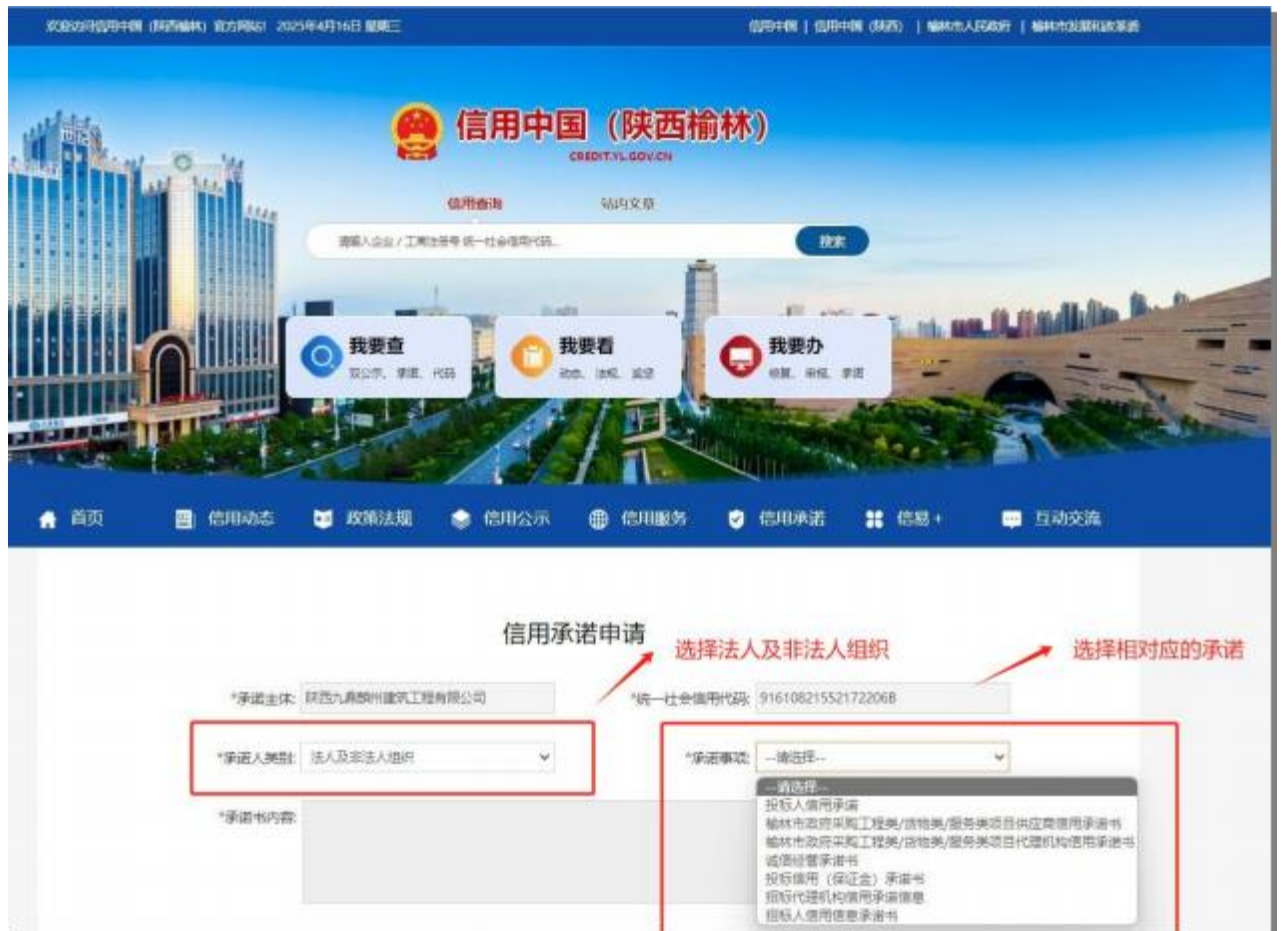 欢迎访问信用中国（陕西榆林）官方网站！ 2025年4月16日 星期三
信用中国 | 信用中国（陕西） | 榆林市人民政府 | 榆林市发展和改革委
信用中国（陕西榆林）
CREDIT.YL.GOV.CN
信用查询 站内文章
请输入企业 / 工商注册号 统一社会信用代码... 搜索
我要查 我要看 我要办
双公示、承诺、代码 动态、法规、 修复、审核、承诺
首页 信用动态 政策法规 信用公示 信用服务 信用承诺 信易+ 互动交流
信用承诺申请
选择法人及非法人组织 选择相对应的承诺
*承诺主体: 陕西九鼎麟州建筑工程有限公司 *统一社会信用代码: 91610821552172206B
*承诺人类别: 法人及非法人组织 *承诺事项: --请选择--
--请选择--
*承诺书内容: 投标人信用承诺
榆林市政府采购工程类/货物类/服务类项目供应商信用承诺书
榆林市政府采购工程类/货物类/服务类项目代理机构信用承诺书
诚信经营承诺书
投标信用（保证金）承诺书
招标代理机构信用承诺信息
招标人信用信息承诺书